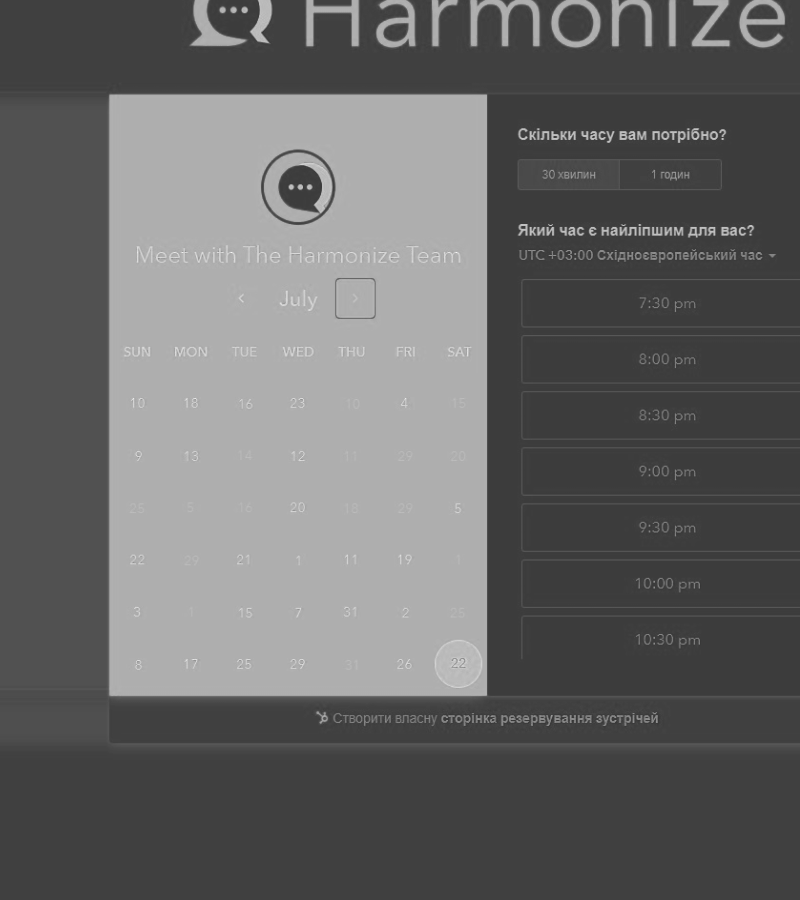 Harmonize
Meet with The Harmonize Team
July
SUN MON TUE WED THU FRI SAT
10 18 16 23 10 4 15
9 13 14 12 11 29 20
25 5 16 20 18 29 5
22 29 21 1 11 19 1
3 1 15 7 31 2 25
8 17 25 29 31 26 22
Скільки часу вам потрібно?
30 хвилин 1 годин
Який час є найліпшим для вас?
UTC +03:00 Східноєвропейський час
7:30 pm
8:00 pm
8:30 pm
9:00 pm
9:30 pm
10:00 pm
10:30 pm
Створити власну сторінка резервування зустрічей